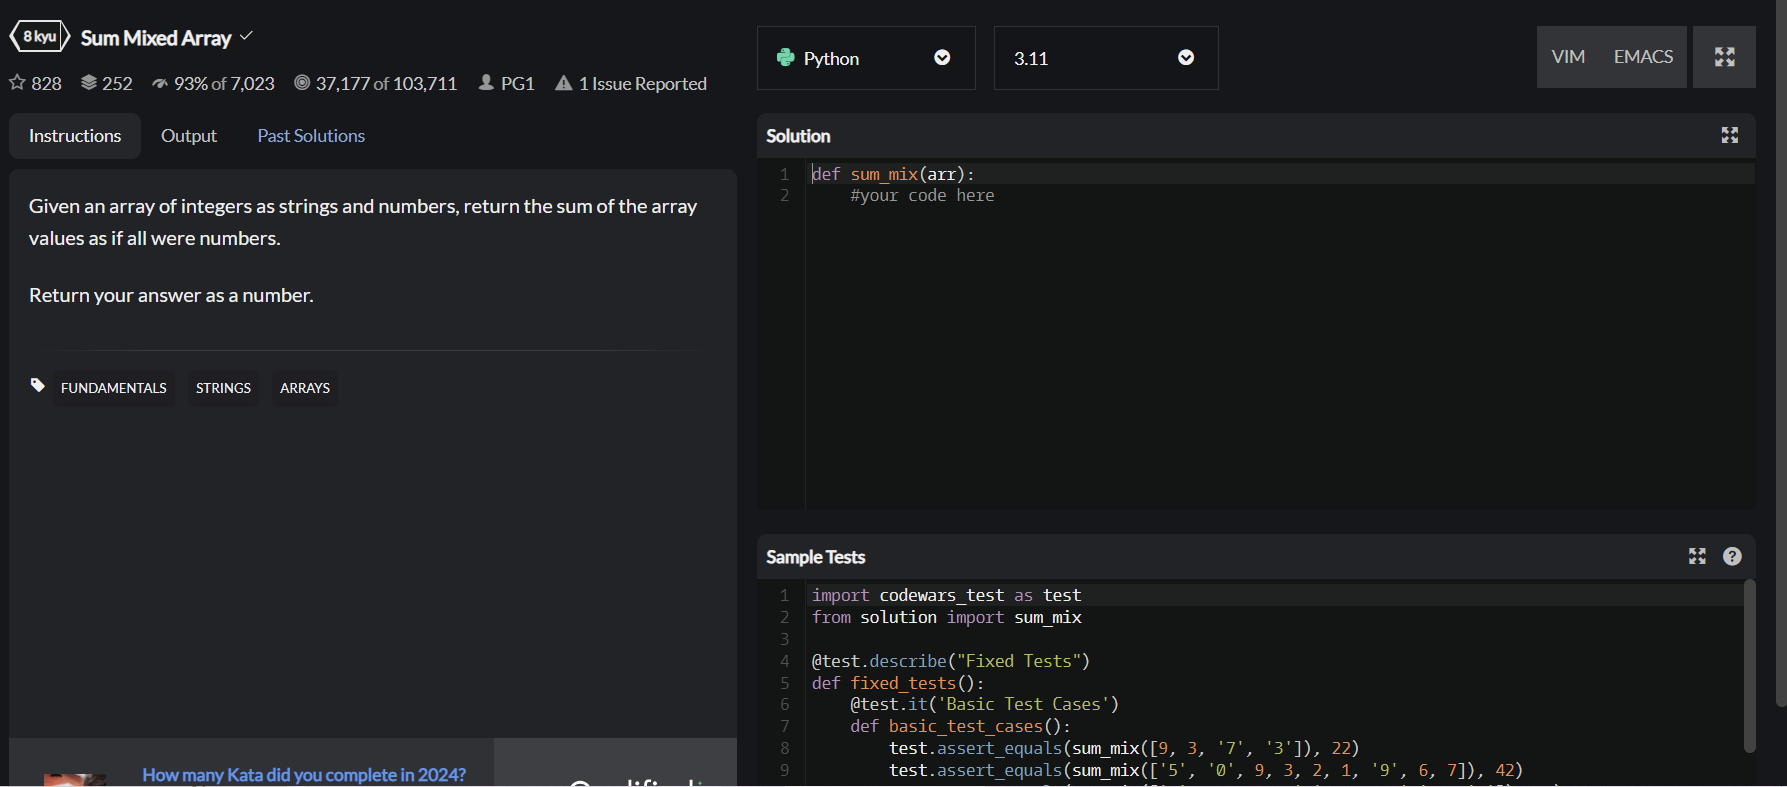 8 kyu Sum Mixed Array
828 252 93% of 7,023 37,177 of 103,711 PG1 1 Issue Reported
Instructions Output Past Solutions
Given an array of integers as strings and numbers, return the sum of the array
values as if all were numbers.
Return your answer as a number.
FUNDAMENTALS STRINGS ARRAYS
How many Kata did you complete in 2024?
Python 3.11 VIM EMACS
Solution
1 def sum_mix(arr):
2 #your code here
Sample Tests
1 import codewars_test as test
2 from solution import sum_mix
3
4 @test.describe("Fixed Tests")
5 def fixed_tests():
6 @test.it('Basic Test Cases')
7 def basic_test_cases():
8 test.assert_equals(sum_mix([9, 3, '7', '3']), 22)
9 test.assert_equals(sum_mix(['5', '0', 9, 3, 2, 1, '9', 6, 7]), 42)